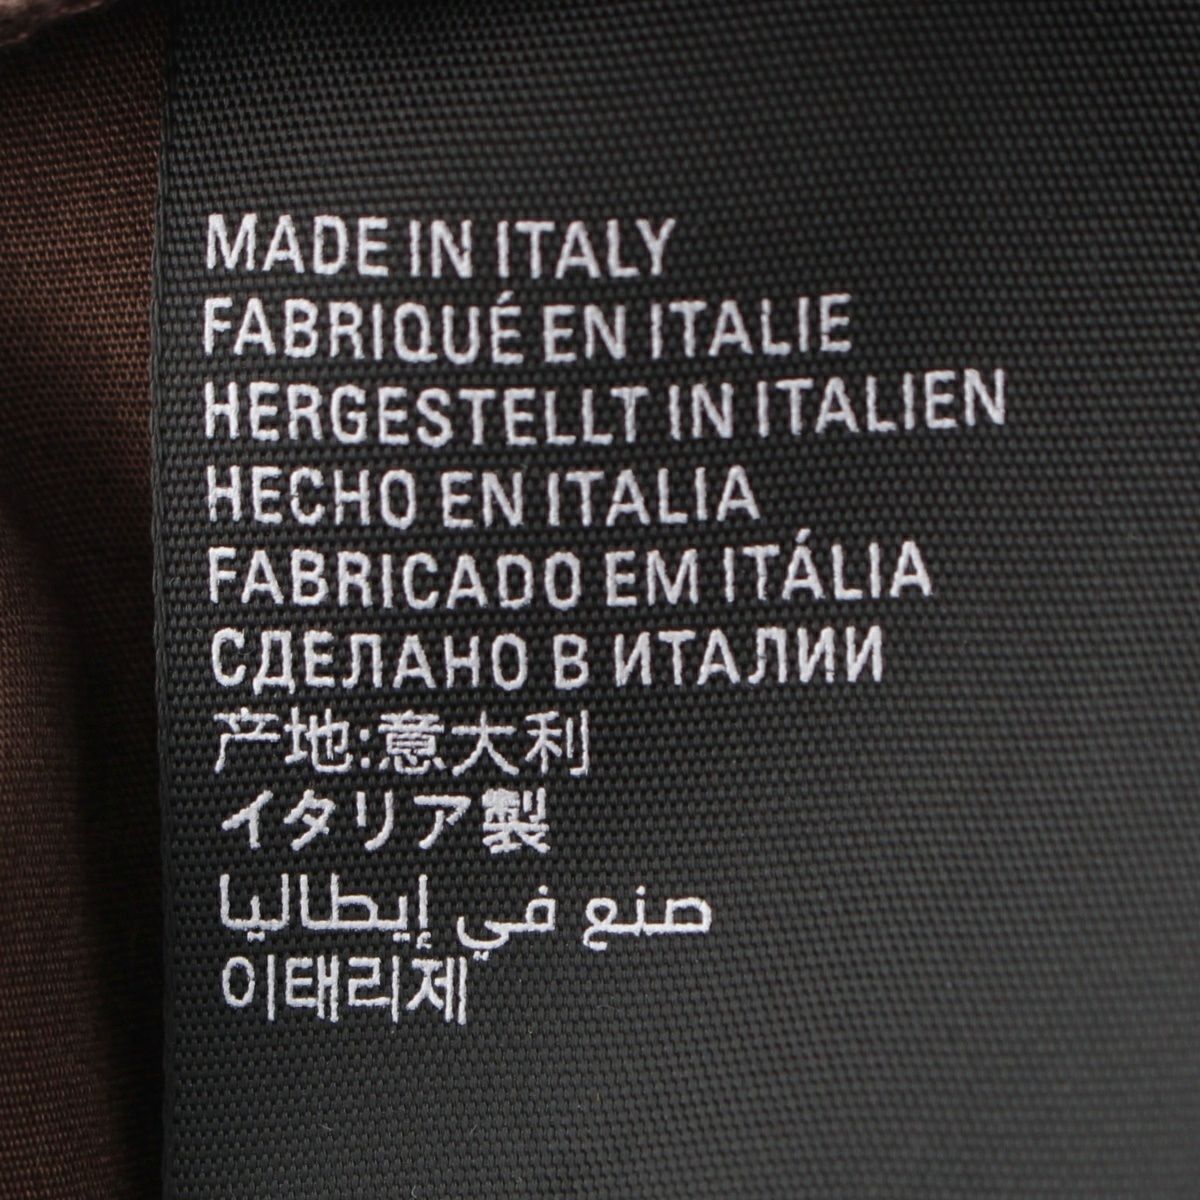 MADE IN ITALY
FABRIQUÉ EN ITALIE
HERGESTELLT IN ITALIEN
HECHO EN ITALIA
FABRICADO EM ITÁLIA
СДЕЛАНО В ИТАЛИИ
产地:意大利
イタリア製
صنع في إيطاليا
이태리제